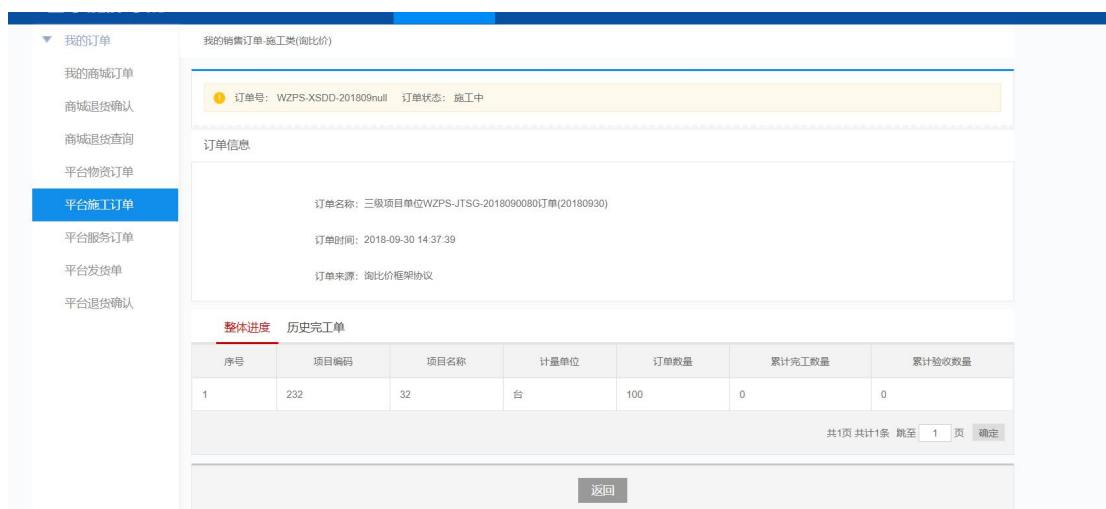 我的订单
我的商城订单
商城退货确认
商城退货查询
平台物资订单
平台施工订单
平台服务订单
平台发货单
平台退货确认
我的销售订单-施工类(询比价)
订单号： WZPS-XSDD-201809null 订单状态： 施工中
订单信息
订单名称： 三级项目单位WZPS-JTSG-2018090080订单(20180930)
订单时间： 2018-09-30 14:37:39
订单来源： 询比价框架协议
整体进度 历史完工单
序号 项目编码 项目名称 计量单位 订单数量 累计完工数量 累计验收数量
1 232 32 台 100 0 0
共1页 共计1条 跳至 1 页 确定
返回